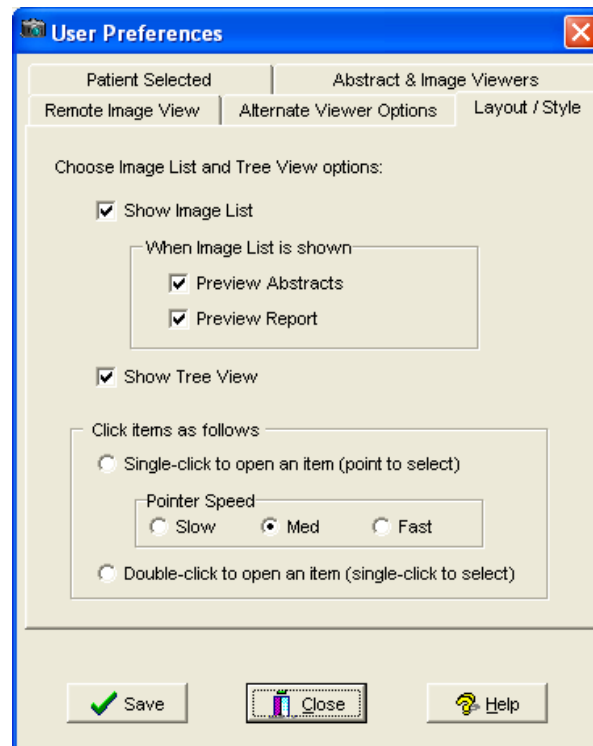 User Preferences
Patient Selected Abstract & Image Viewers
Remote Image View Alternate Viewer Options Layout / Style
Choose Image List and Tree View options:
Show Image List
When Image List is shown
Preview Abstracts
Preview Report
Show Tree View
Click items as follows
Single-click to open an item (point to select)
Pointer Speed
Slow Med Fast
Double-click to open an item (single-click to select)
Save Close Help